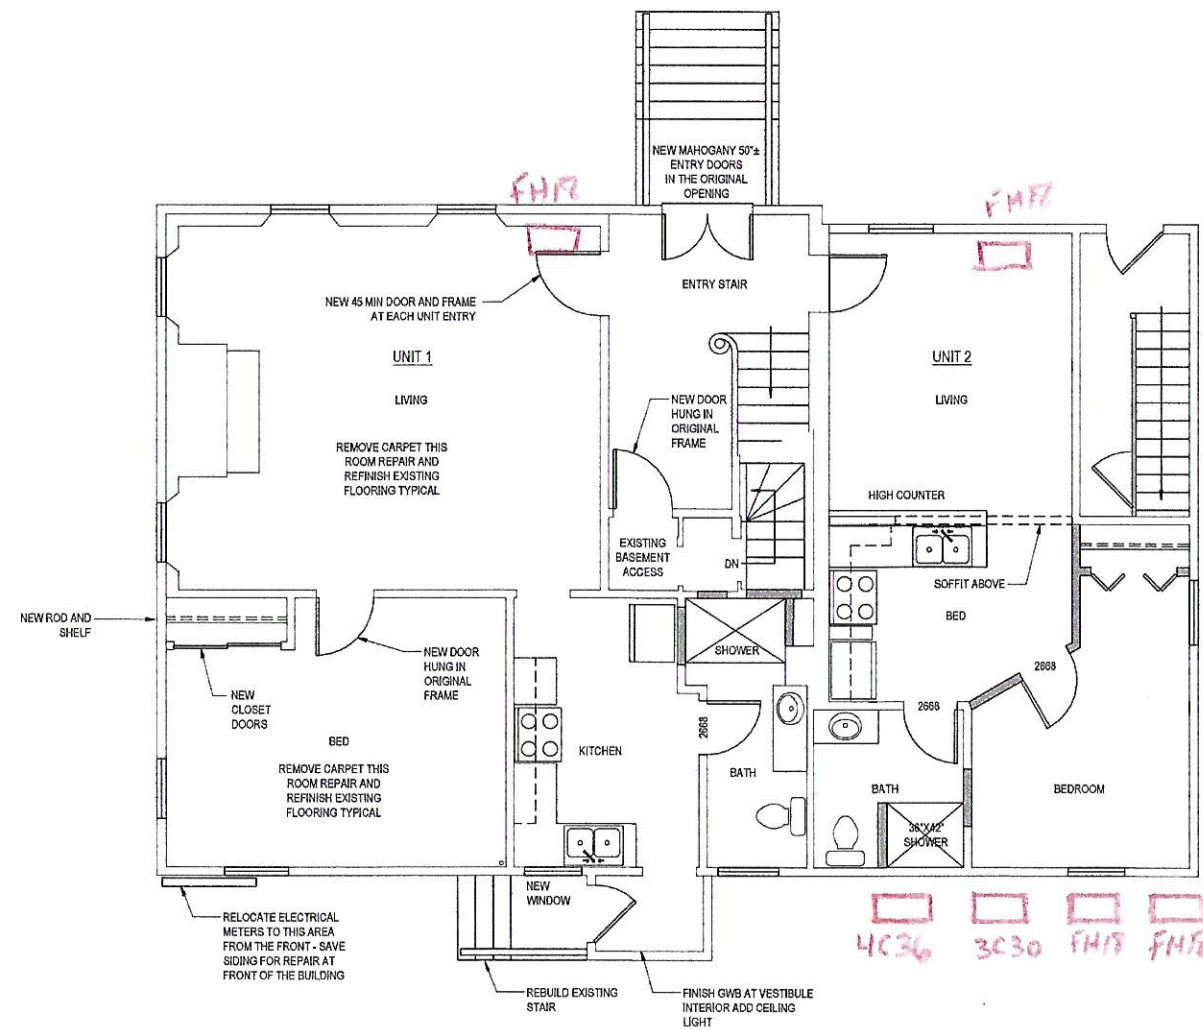 NEW MAHOGANY 50"±
ENTRY DOORS
IN THE ORIGINAL
OPENING
FH18
FH18
ENTRY STAIR
NEW 45 MIN DOOR AND FRAME
AT EACH UNIT ENTRY
UNIT 1
LIVING
REMOVE CARPET THIS
ROOM REPAIR AND
REFINISH EXISTING
FLOORING TYPICAL
NEW DOOR
HUNG IN
ORIGINAL
FRAME
UNIT 2
LIVING
HIGH COUNTER
EXISTING
BASEMENT
ACCESS
DN
SOFFIT ABOVE
BED
NEW ROD AND
SHELF
SHOWER
NEW DOOR
HUNG IN
ORIGINAL
FRAME
NEW
CLOSET
DOORS
2668
2668
2668
BED
REMOVE CARPET THIS
ROOM REPAIR AND
REFINISH EXISTING
FLOORING TYPICAL
KITCHEN
BATH
BATH
BEDROOM
36"X42"
SHOWER
NEW
WINDOW
RELOCATE ELECTRICAL
METERS TO THIS AREA
FROM THE FRONT - SAVE
SIDING FOR REPAIR AT
FRONT OF THE BUILDING
4C36
3C30
FH18
FH18
REBUILD EXISTING
STAIR
FINISH GWB AT VESTIBULE
INTERIOR ADD CEILING
LIGHT